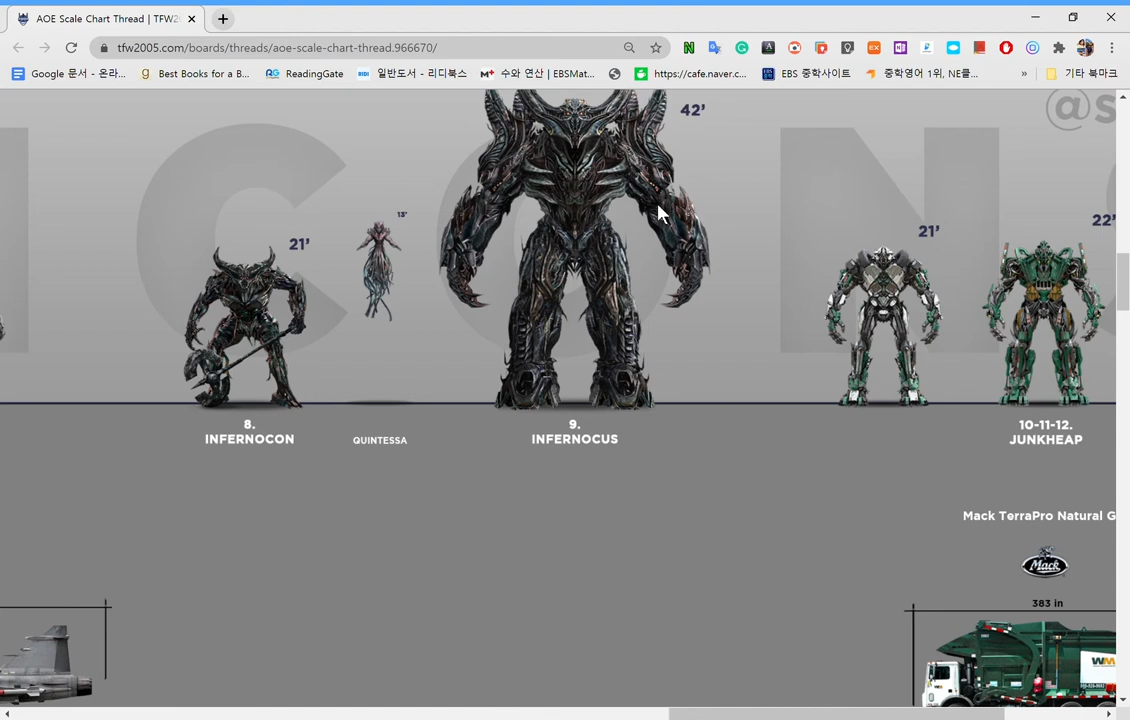 AOE Scale Chart Thread | TFW2
tfw2005.com/boards/threads/aoe-scale-chart-thread.966670/
Google 문서 - 온라...
Best Books for a B...
ReadingGate
일반도서 - 리디북스
수와 연산 | EBSMat...
https://cafe.naver.c...
EBS 중학사이트
중학영어 1위, NE클...
기타 북마크
ICON
@s
42'
13'
21'
21'
22'
8.
INFERNOCON
QUINTESSA
9.
INFERNOCUS
10-11-12.
JUNKHEAP
Mack TerraPro Natural G
Mack
383 in
WM